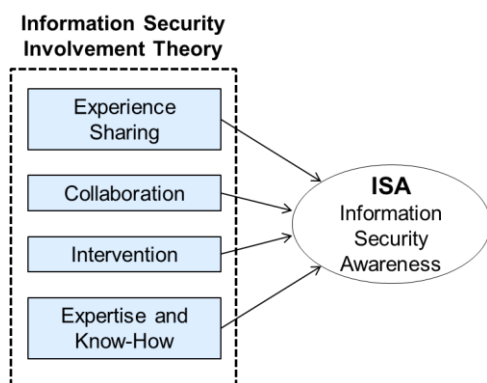 Information Security
Involvement Theory
Experience
Sharing
Collaboration
Intervention
Expertise and
Know-How
ISA
Information
Security
Awareness